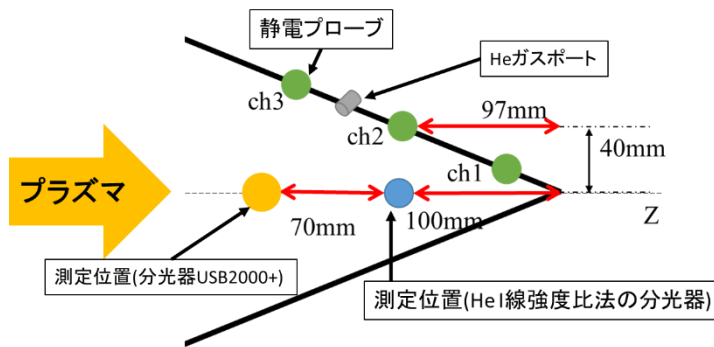 静電プローブ
Heガスポート
ch3
97mm
ch2
40mm
ch1
プラズマ
Z
70mm
100mm
測定位置(分光器USB2000+)
測定位置(He I線強度比法の分光器)